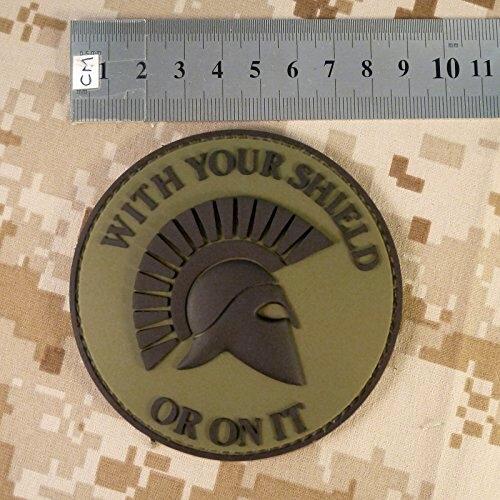 CM 1 2 3 4 5 6 7 8 9 10 11
WITH YOUR SHIELD
OR ON IT